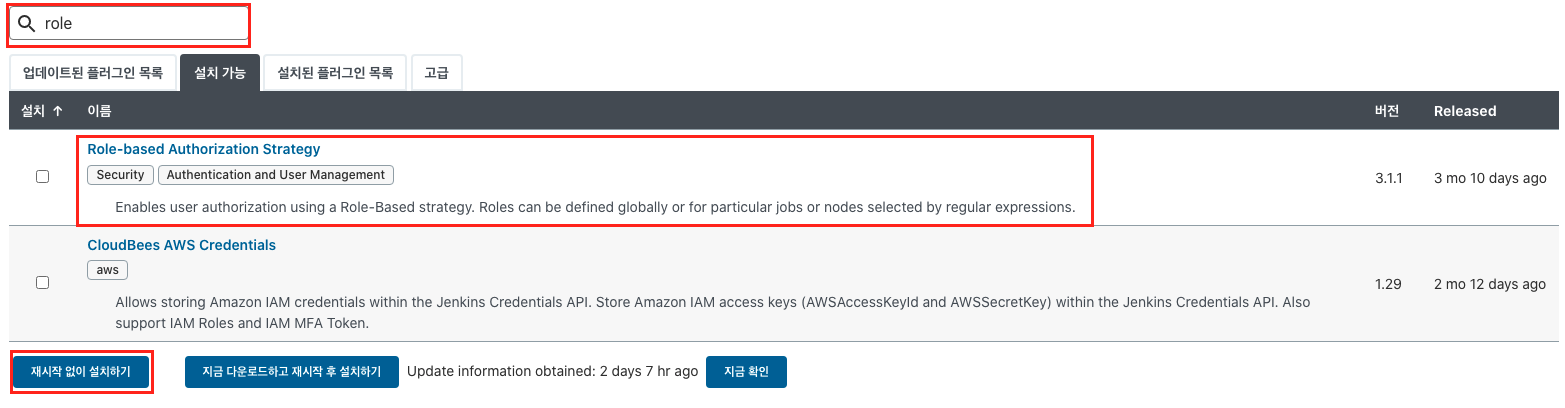 role
업데이트된 플러그인 목록 설치 가능 설치된 플러그인 목록 고급
설치 ↑ 이름 버전 Released
Role-based Authorization Strategy
Security Authentication and User Management
3.1.1 3 mo 10 days ago
Enables user authorization using a Role-Based strategy. Roles can be defined globally or for particular jobs or nodes selected by regular expressions.
CloudBees AWS Credentials
aws
1.29 2 mo 12 days ago
Allows storing Amazon IAM credentials within the Jenkins Credentials API. Store Amazon IAM access keys (AWSAccessKeyId and AWSSecretKey) within the Jenkins Credentials API. Also
support IAM Roles and IAM MFA Token.
재시작 없이 설치하기 지금 다운로드하고 재시작 후 설치하기 Update information obtained: 2 days 7 hr ago 지금 확인